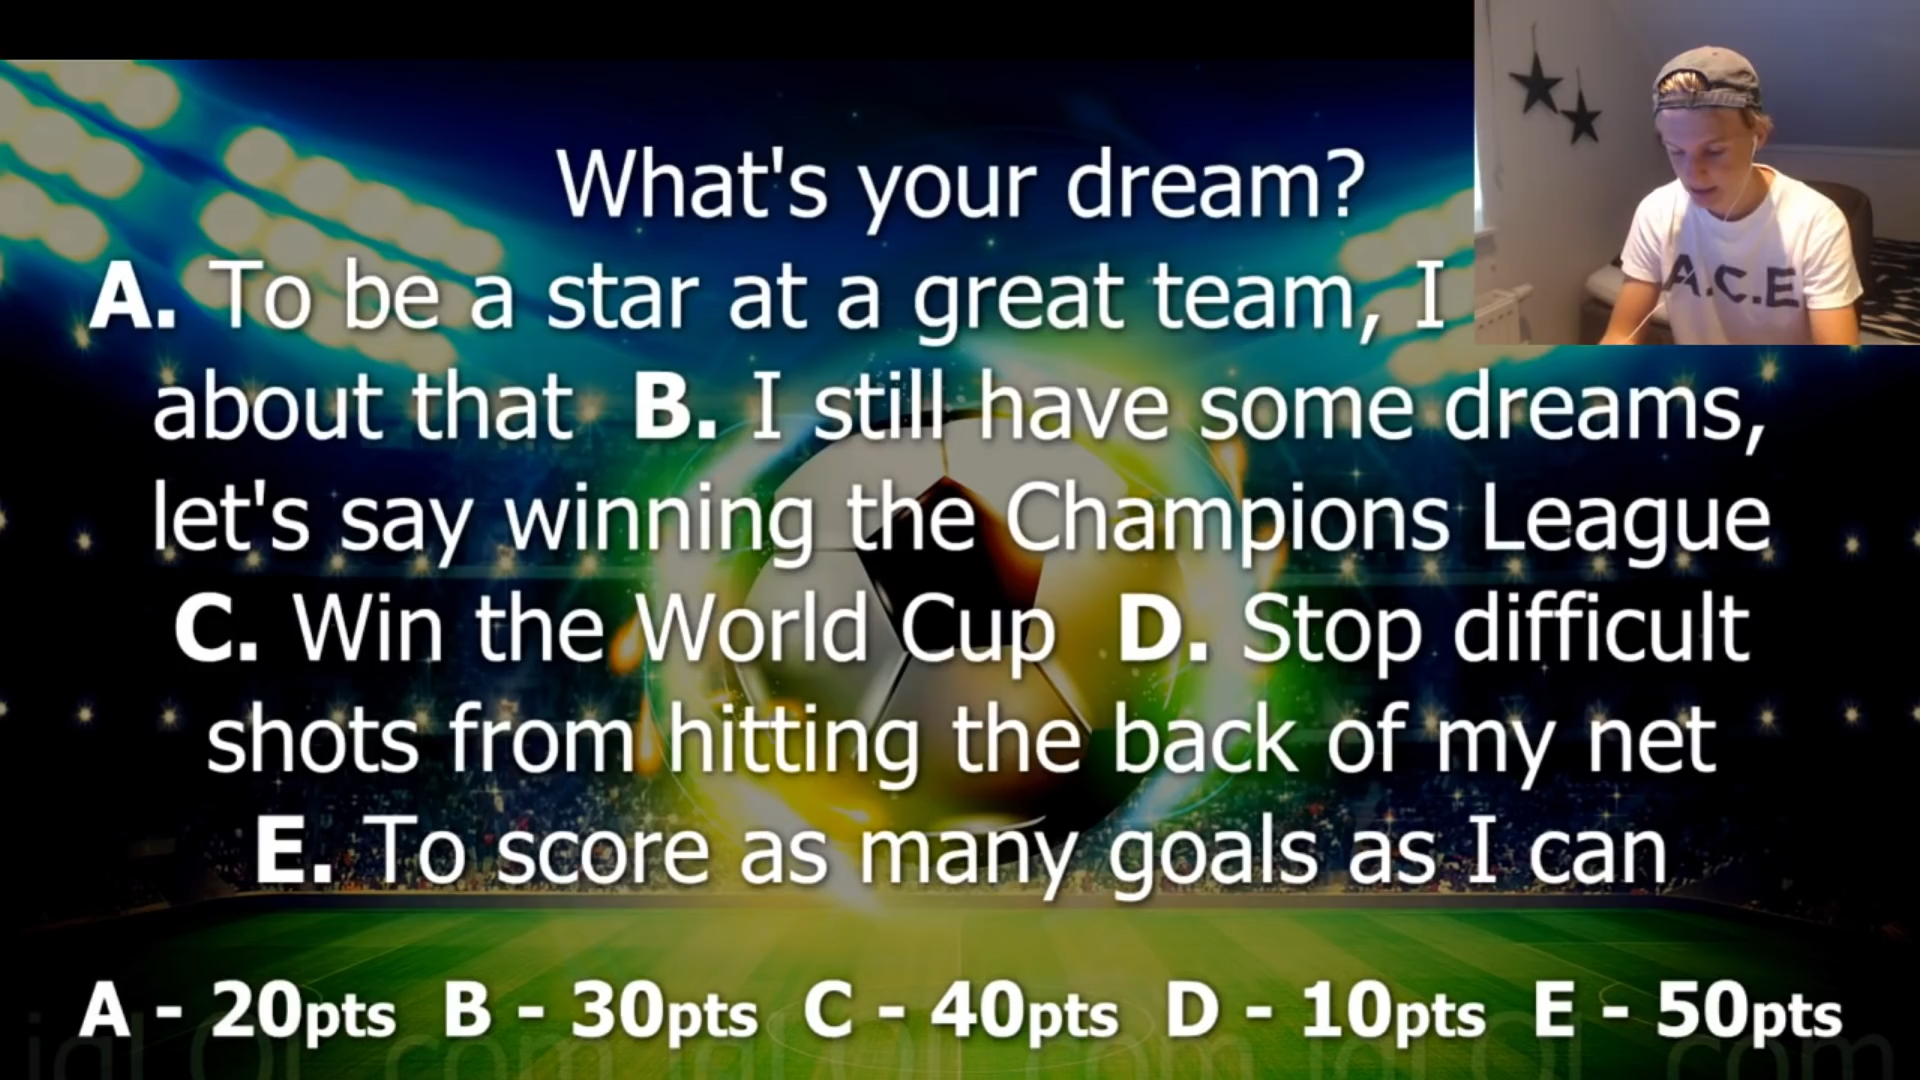 What's your dream?
A. To be a star at a great team, I
about that B. I still have some dreams,
let's say winning the Champions League
C. Win the World Cup D. Stop difficult
shots from hitting the back of my net
E. To score as many goals as I can
A - 20pts B - 30pts C - 40pts D - 10pts E - 50pts
A.C.E